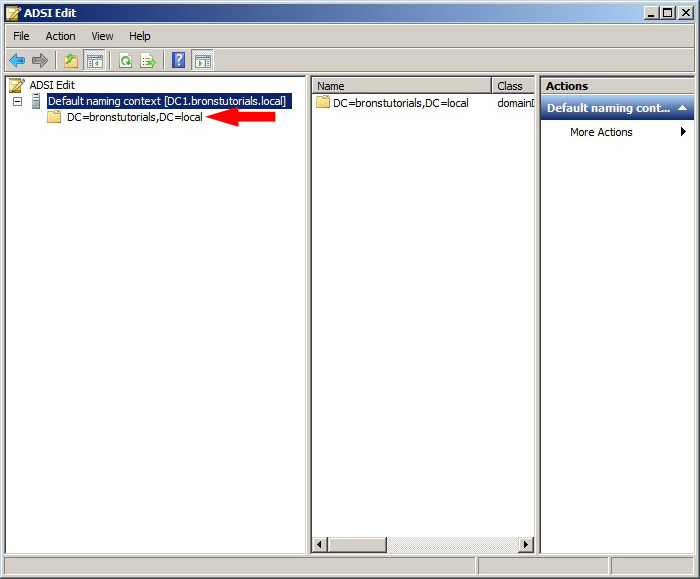 ADSI Edit
File Action View Help
ADSI Edit
Default naming context [DC1.bronstutorials.local]
DC=bronstutorials,DC=local
Name Class
DC=bronstutorials,DC=local domainD
Actions
Default naming cont...
More Actions